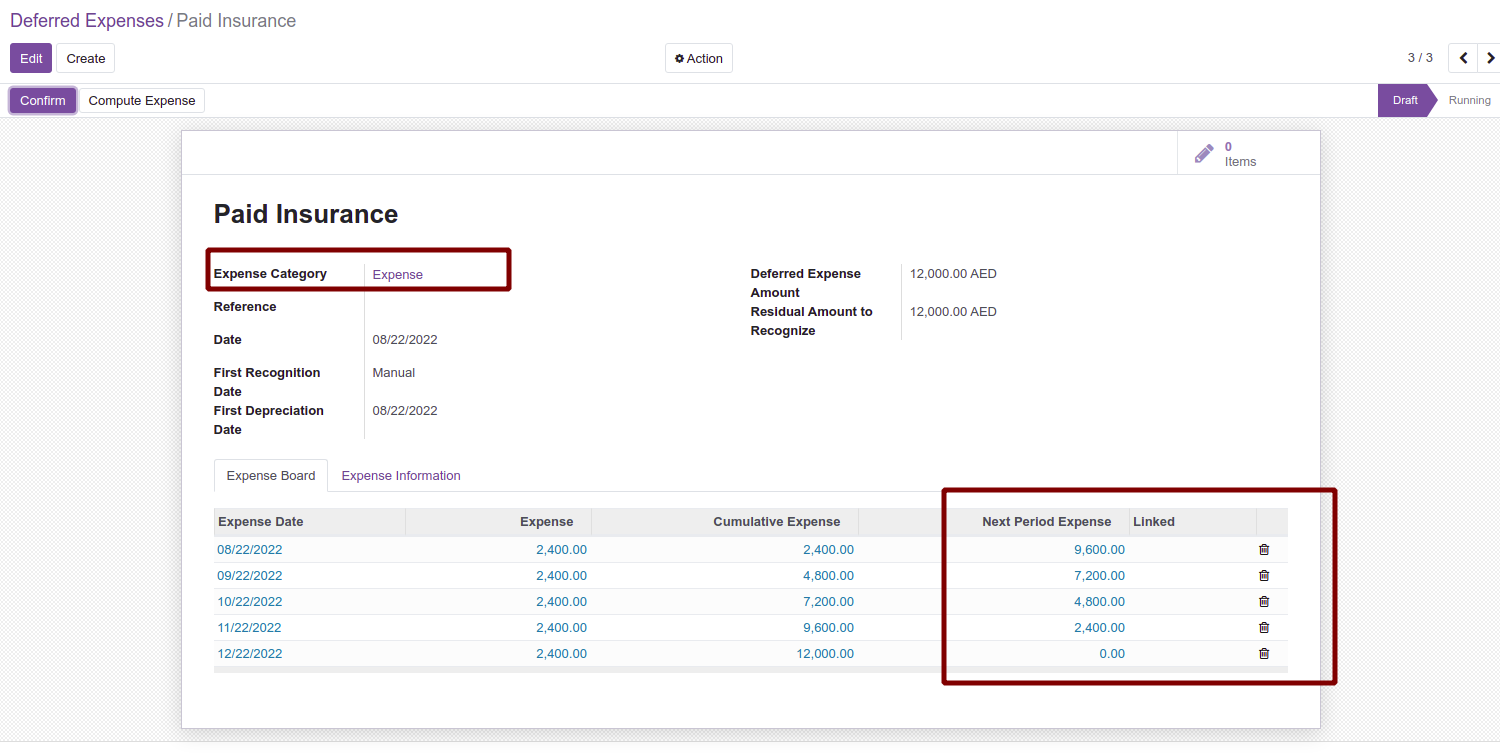 Deferred Expenses / Paid Insurance
Edit Create Action 3 / 3
Confirm Compute Expense Draft Running
0
Items
Paid Insurance
Expense Category Expense
Reference
Date 08/22/2022
First Recognition Date Manual
First Depreciation Date 08/22/2022
Deferred Expense Amount 12,000.00 AED
Residual Amount to Recognize 12,000.00 AED
Expense Board Expense Information
Expense Date Expense Cumulative Expense Next Period Expense Linked
08/22/2022 2,400.00 2,400.00 9,600.00
09/22/2022 2,400.00 4,800.00 7,200.00
10/22/2022 2,400.00 7,200.00 4,800.00
11/22/2022 2,400.00 9,600.00 2,400.00
12/22/2022 2,400.00 12,000.00 0.00